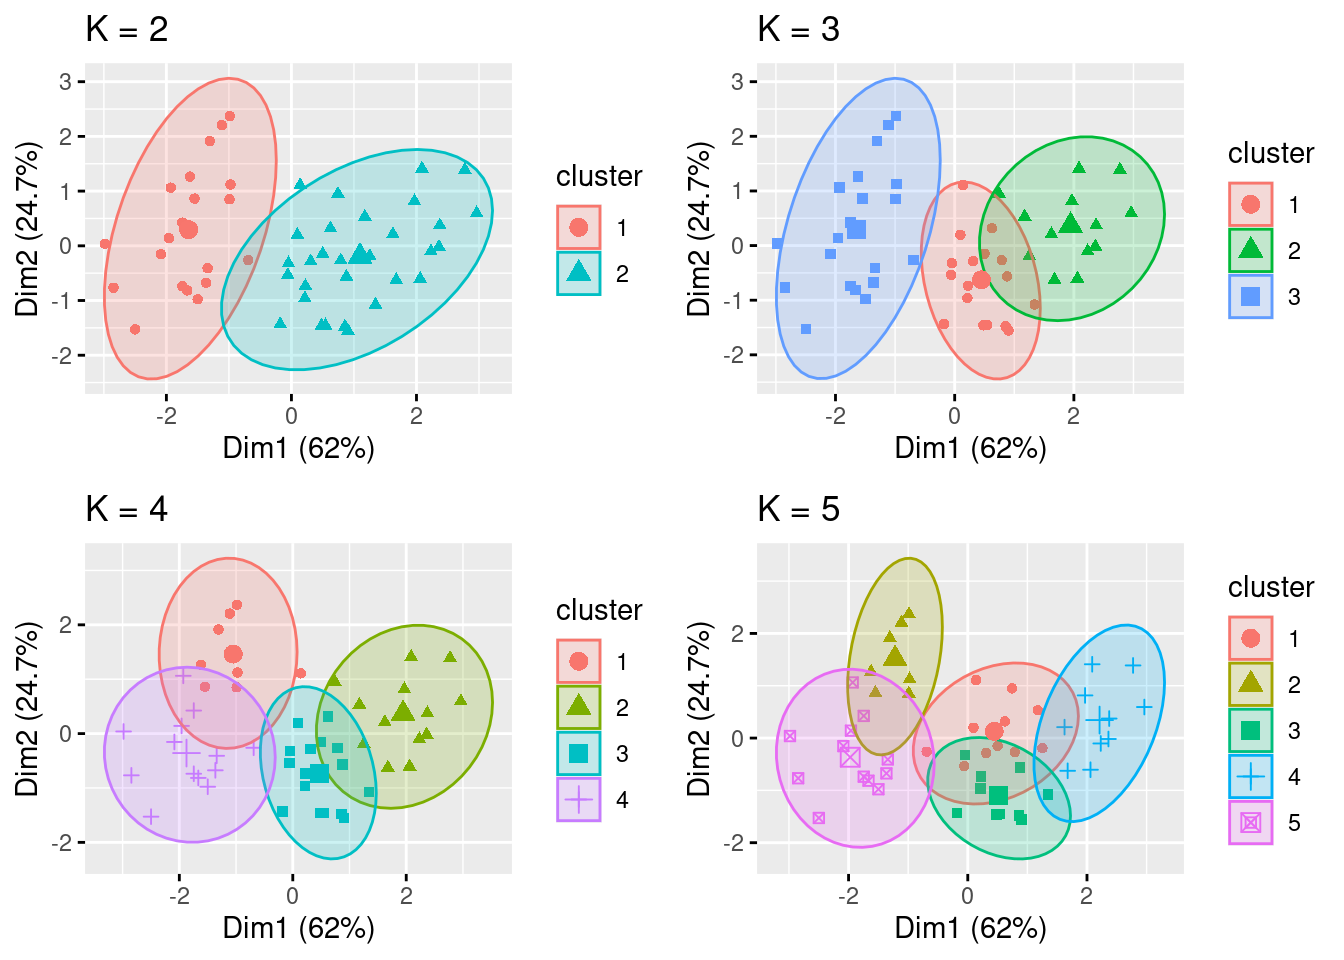 K = 2
3
2
1
0
-1
-2
-2
0
2
Dim1 (62%)
Dim2 (24.7%)
cluster
1
2
K = 3
3
2
1
0
-1
-2
-2
0
2
Dim1 (62%)
Dim2 (24.7%)
cluster
1
2
3
K = 4
2
0
-2
-2
0
2
Dim1 (62%)
Dim2 (24.7%)
cluster
1
2
3
4
K = 5
2
0
-2
-2
0
2
Dim1 (62%)
Dim2 (24.7%)
cluster
1
2
3
4
5